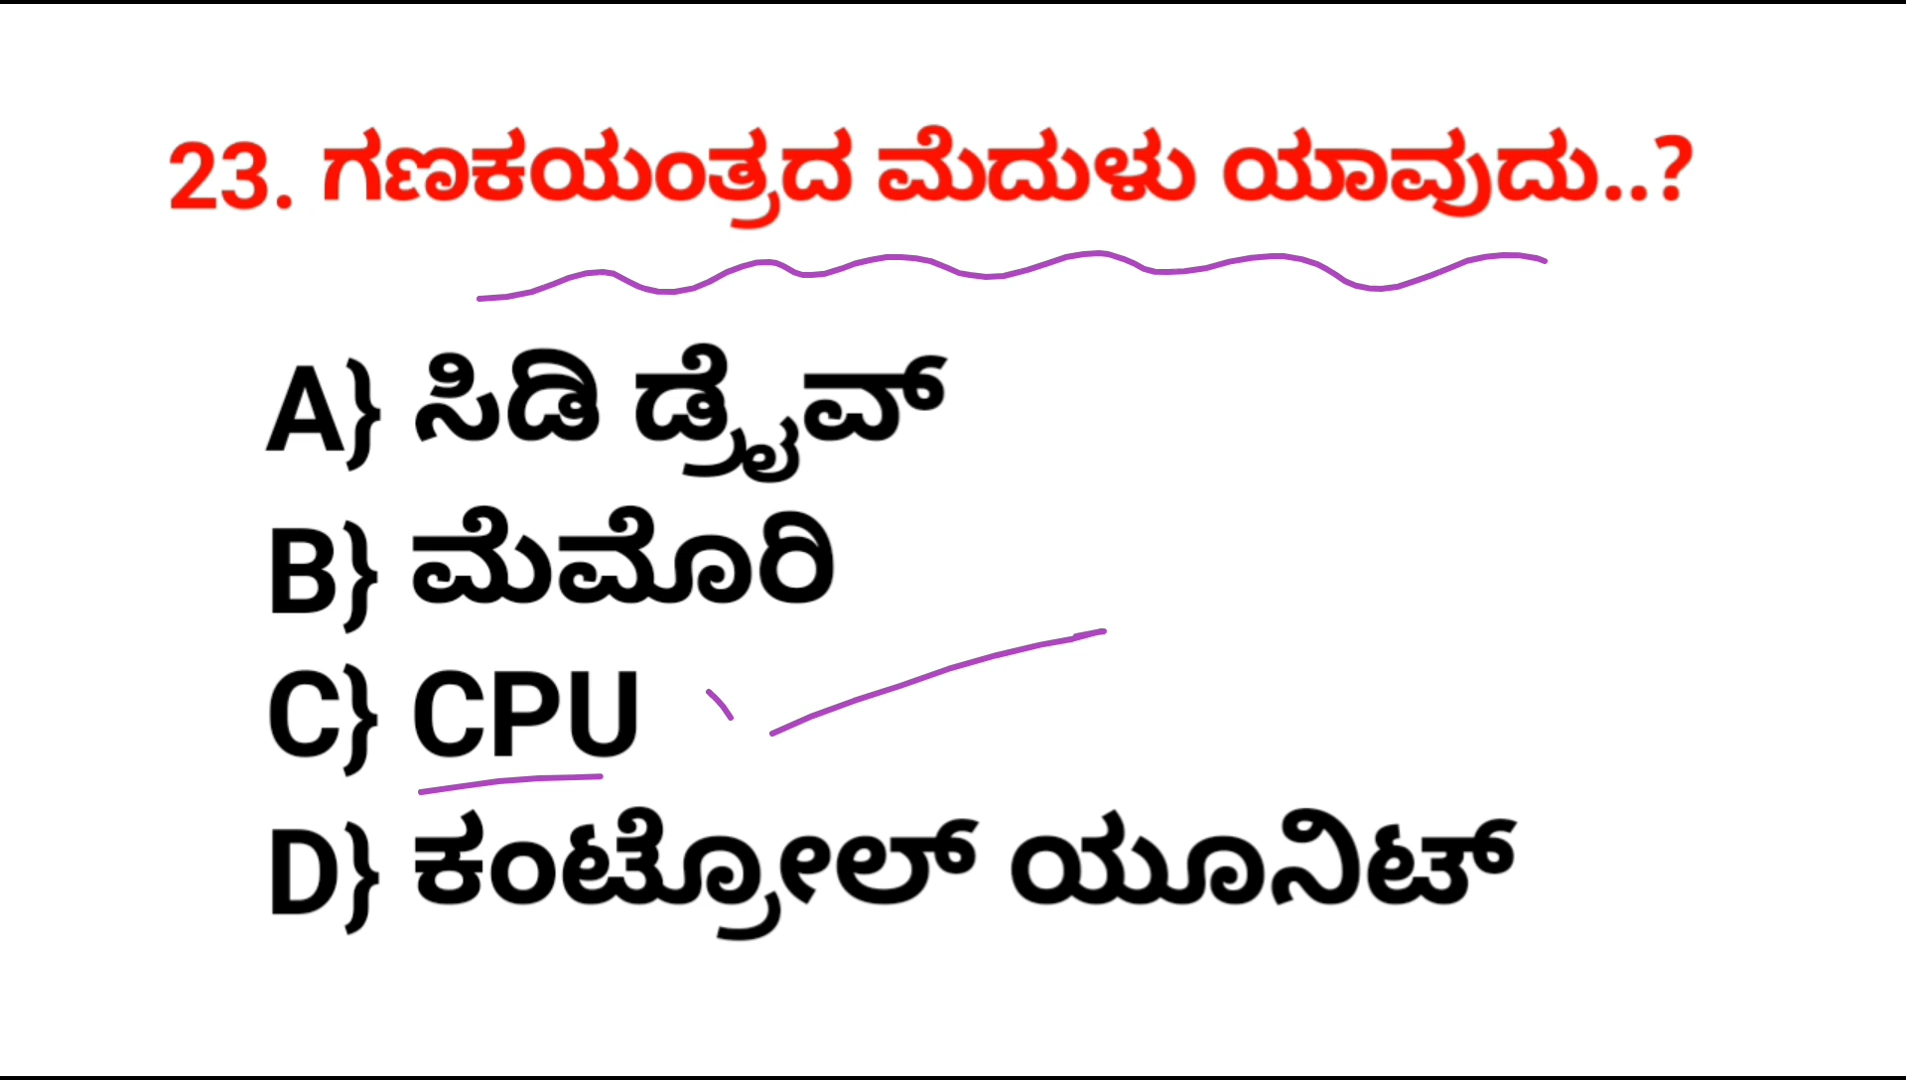 23. ಗಣಕಯಂತ್ರದ ಮೆದುಳು ಯಾವುದು..?
A} ಸಿಡಿ ಡ್ರೈವ್
B} ಮೆಮೊರಿ
C} CPU
D} ಕಂಟ್ರೋಲ್ ಯೂನಿಟ್